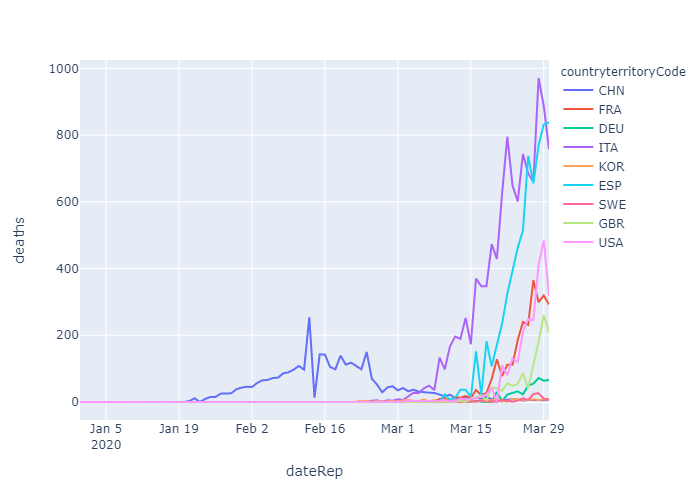 countryterritoryCode
CHN
FRA
DEU
ITA
KOR
ESP
SWE
GBR
USA
deaths
1000
800
600
400
200
0
Jan 5 Jan 19 Feb 2 Feb 16 Mar 1 Mar 15 Mar 29
2020
dateRep